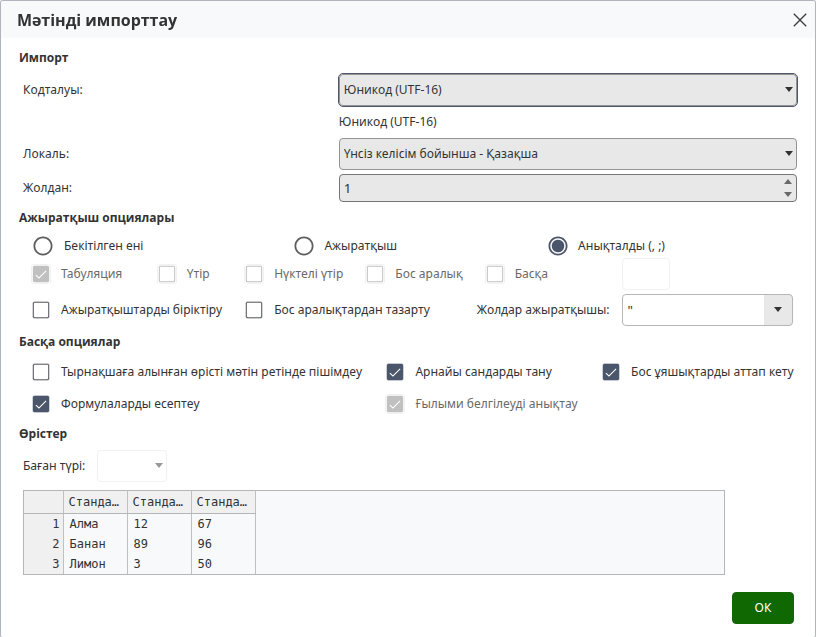 Мәтінді импорттау
Импорт
Кодталуы: Юникод (UTF-16)
Юникод (UTF-16)
Локаль: Үнсіз келісім бойынша - Қазақша
Жолдан: 1
Ажыратқыш опциялары
Бекітілген ені Ажыратқыш Анықталды (, ;)
Табуляция Үтір Нүктелі үтір Бос аралық Басқа
Ажыратқыштарды біріктіру Бос аралықтардан тазарту Жолдар ажыратқышы: "
Басқа опциялар
Тырнақшаға алынған өрісті мәтін ретінде пішімдеу Арнайы сандарды тану Бос ұяшықтарды аттап кету
Формулаларды есептеу Ғылыми белгілеуді анықтау
Өрістер
Баған түрі:
Станда… Станда… Станда…
1 Алма 12 67
2 Банан 89 96
3 Лимон 3 50
OK